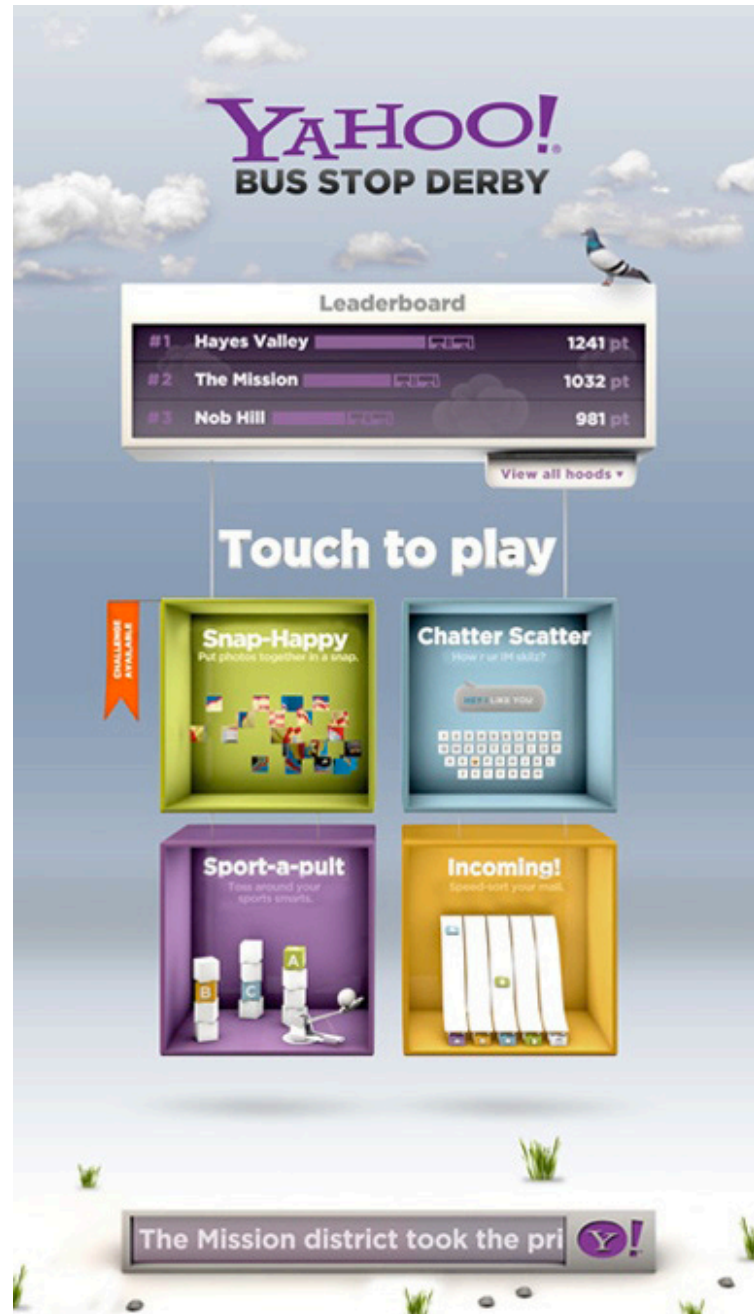 YAHOO!
BUS STOP DERBY
Leaderboard
#1 Hayes Valley 1241 pt
#2 The Mission 1032 pt
#3 Nob Hill 981 pt
View all hoods ▾
Touch to play
CHALLENGE
AVAILABLE
Snap-Happy
Put photos together in a snap.
Chatter Scatter
How r ur IM skilz?
HEY I LIKE YOU
Sport-a-pult
Toss around your
sports smarts.
B C A
Incoming!
Speed-sort your mail.
The Mission district took the pri Y!